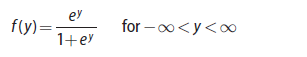 f(y) = e^y / 1+e^y for −∞<y<∞